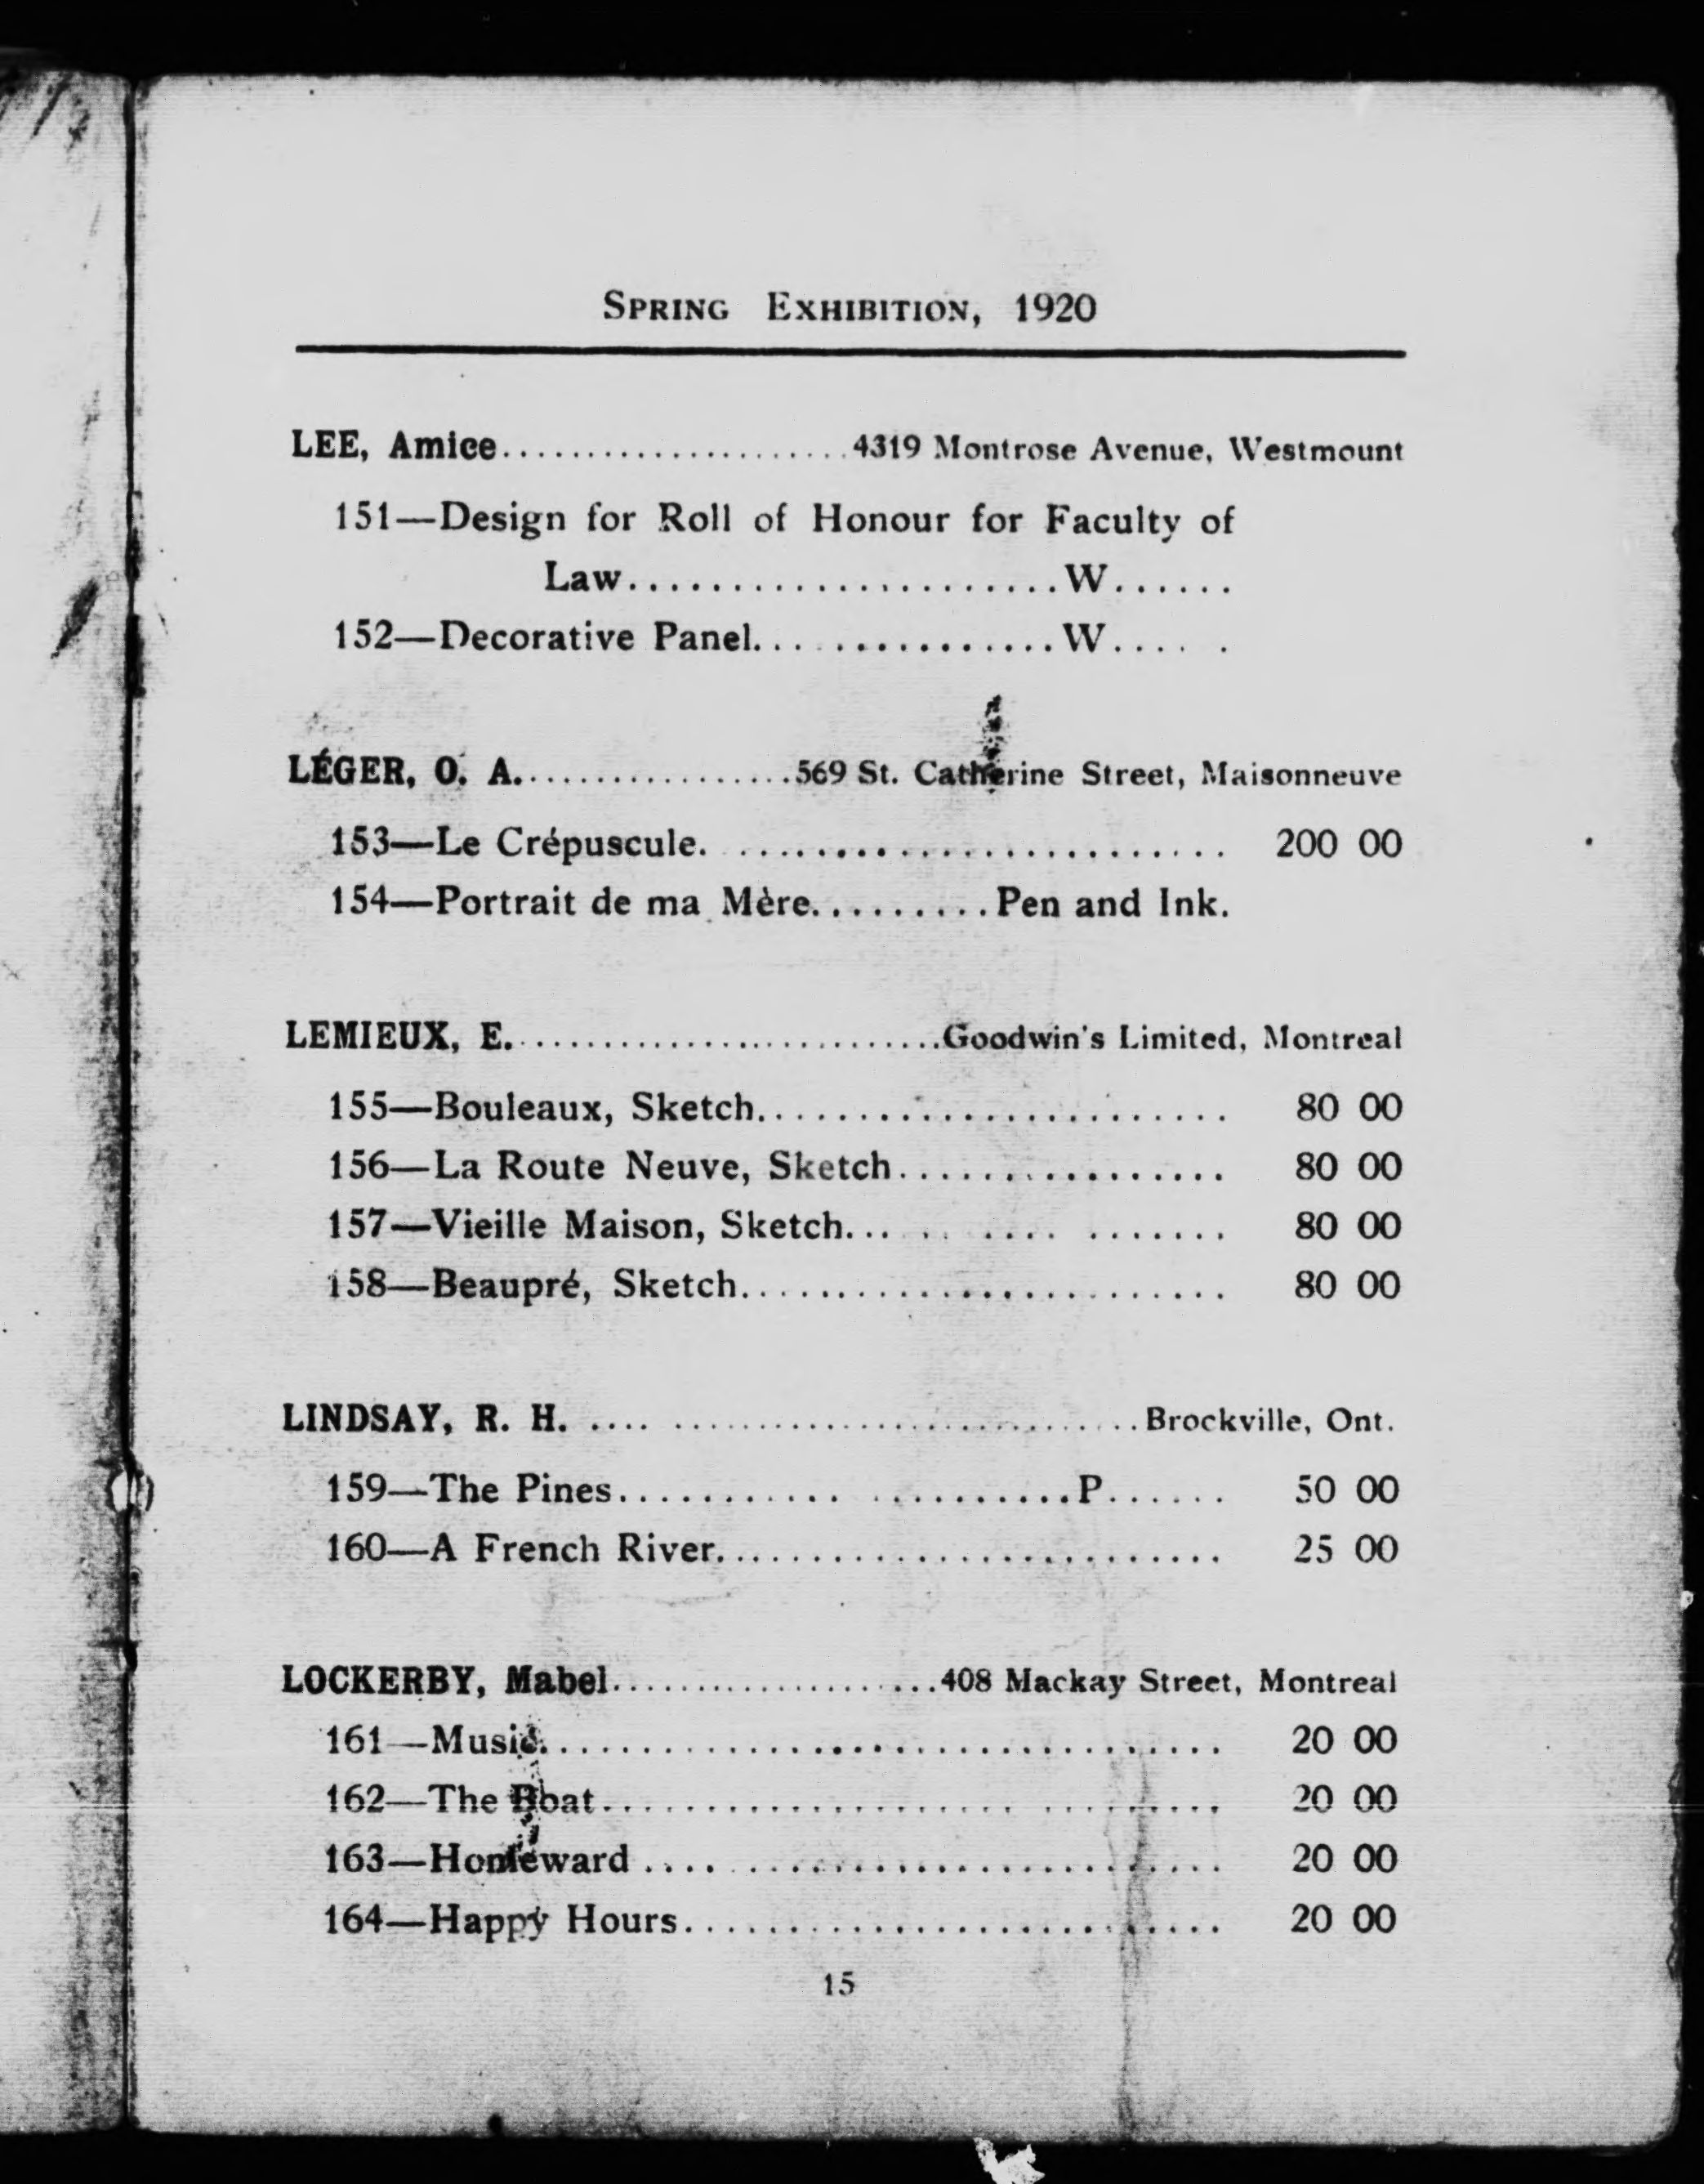 SPRING EXHIBITION, 1920
LEE, Amice......................4319 Montrose Avenue, Westmount
151—Design for Roll of Honour for Faculty of
Law......................W......
152—Decorative Panel................W..... .
LÉGER, O. A..................569 St. Catherine Street, Maisonneuve
153—Le Crépuscule. ......................... 200 00
154—Portrait de ma Mère.........Pen and Ink.
LEMIEUX, E...........................Goodwin's Limited, Montreal
155—Bouleaux, Sketch....................... 80 00
156—La Route Neuve, Sketch................. 80 00
157—Vieille Maison, Sketch... .. .... ....... 80 00
158—Beaupré, Sketch........................ 80 00
LINDSAY, R. H. .... ............................Brockville, Ont.
159—The Pines........... ..........P...... 50 00
160—A French River......................... 25 00
LOCKERBY, Mabel....................408 Mackay Street, Montreal
161—Music................................. 20 00
162—The Boat..................... ......... 20 00
163—Homeward .... ........................ 20 00
164—Happy Hours.......................... 20 00
15